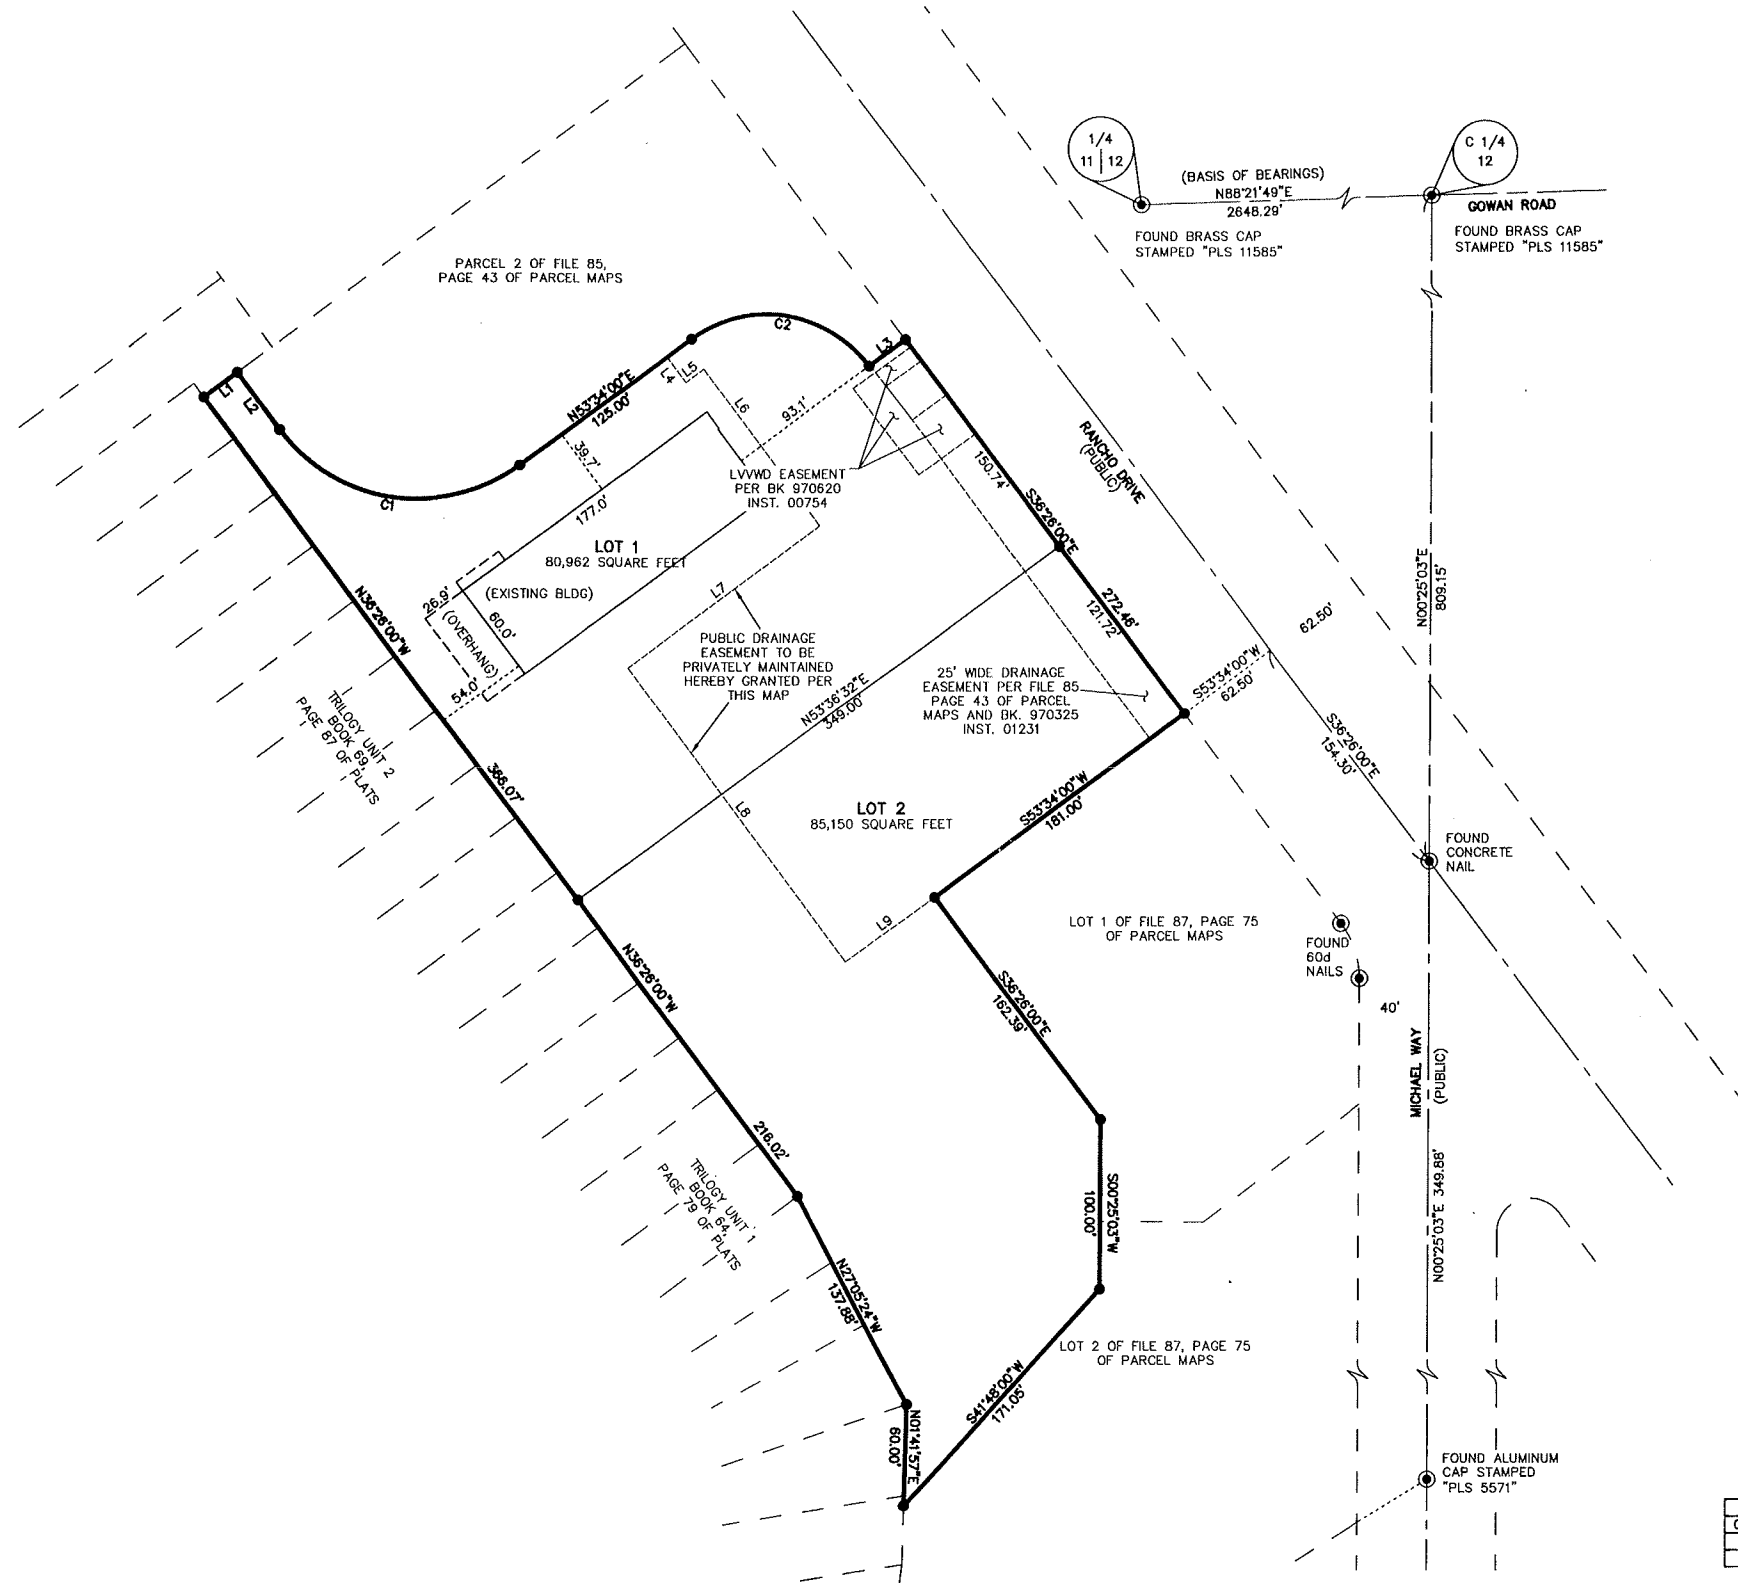 1/4
11 | 12
(BASIS OF BEARINGS)
N88°21'49"E
2648.29'
FOUND BRASS CAP
STAMPED "PLS 11585"
C 1/4
12
GOWAN ROAD
FOUND BRASS CAP
STAMPED "PLS 11585"
PARCEL 2 OF FILE 85,
PAGE 43 OF PARCEL MAPS
L1
L2
C1
N53°34'00"E
125.00'
C2
L3
L4
L5
L6
93.1'
39.7'
177.0'
LVVWD EASEMENT
PER BK 970620
INST. 00754
150.74'
S36°26'00"E
RANCHO DRIVE
(PUBLIC)
LOT 1
80,962 SQUARE FEET
(EXISTING BLDG)
26.9'
(OVERHANG)
60.0'
54.0'
L7
N36°26'00"W
366.07'
PUBLIC DRAINAGE
EASEMENT TO BE
PRIVATELY MAINTAINED
HEREBY GRANTED PER
THIS MAP
272.46'
121.72'
N00°25'03"E
809.15'
62.50'
S53°34'00"W
62.50'
25' WIDE DRAINAGE
EASEMENT PER FILE 85
PAGE 43 OF PARCEL
MAPS AND BK. 970325
INST. 01231
N53°36'32"E
349.00'
TRILOGY UNIT 2
BOOK 69,
PAGE 87 OF PLATS
S36°26'00"E
154.30'
L8
LOT 2
85,150 SQUARE FEET
S53°34'00"W
181.00'
L9
FOUND
CONCRETE
NAIL
LOT 1 OF FILE 87, PAGE 75
OF PARCEL MAPS
FOUND
60d
NAILS
40'
N36°26'00"W
216.02'
S36°26'00"E
162.39'
MICHAEL WAY
(PUBLIC)
TRILOGY UNIT 1
BOOK 64,
PAGE 79 OF PLATS
S00°25'03"W
100.00'
N00°25'03"E 349.88'
N27°05'24"W
137.88'
LOT 2 OF FILE 87, PAGE 75
OF PARCEL MAPS
S41°48'00"W
171.05'
N01°41'57"E
60.00'
FOUND ALUMINUM
CAP STAMPED
"PLS 5571"